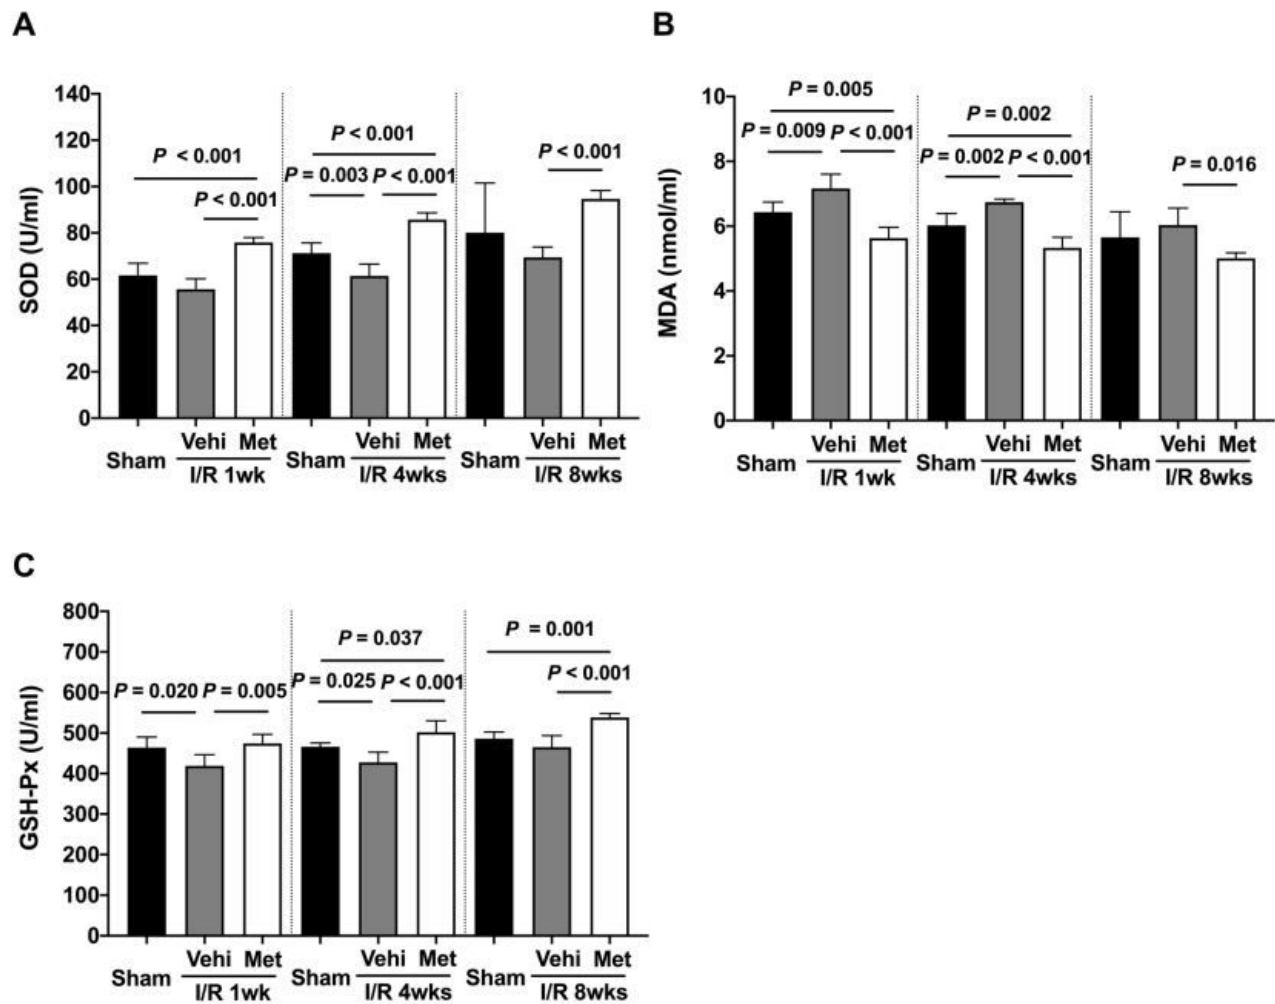 A
SOD (U/ml)
140
120
100
80
60
40
20
0
P < 0.001
P < 0.001
P < 0.001
P = 0.003 P < 0.001
P < 0.001
Sham Vehi Met
I/R 1wk
Sham Vehi Met
I/R 4wks
Sham Vehi Met
I/R 8wks
B
MDA (nmol/ml)
10
8
6
4
2
0
P = 0.005
P = 0.009 P < 0.001
P = 0.002
P = 0.002 P < 0.001
P = 0.016
Sham Vehi Met
I/R 1wk
Sham Vehi Met
I/R 4wks
Sham Vehi Met
I/R 8wks
C
GSH-Px (U/ml)
800
700
600
500
400
300
200
100
0
P = 0.020 P = 0.005
P = 0.037
P = 0.025 P < 0.001
P = 0.001
P < 0.001
Sham Vehi Met
I/R 1wk
Sham Vehi Met
I/R 4wks
Sham Vehi Met
I/R 8wks